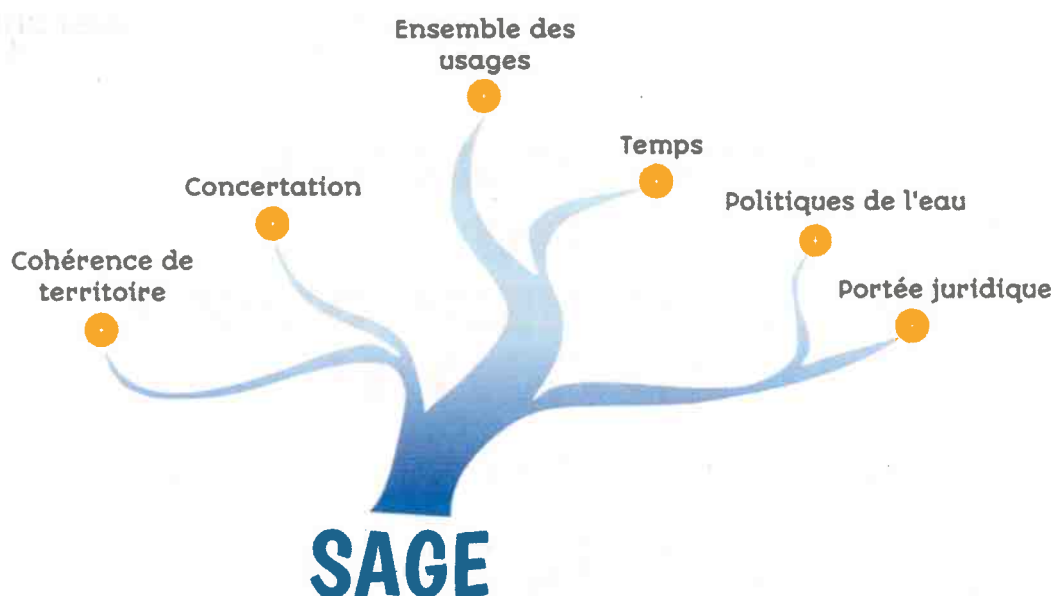 Ensemble des
usages
Temps
Concertation
Politiques de l'eau
Cohérence de
territoire
Portée juridique
SAGE